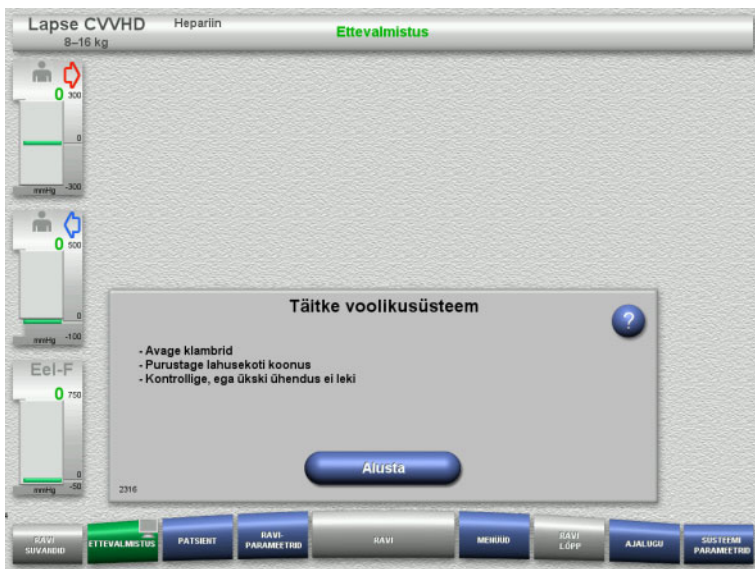 Lapse CVVHD Hepariin
8–16 kg
Ettevalmistus
0 300
0
mmHg -300
0 500
0
mmHg -100
Eel-F
0 750
0
mmHg -50
Täitke voolikusüsteem
?
- Avage klambrid
- Purustage lahusekoti koonus
- Kontrollige, ega ükski ühendus ei leki
Alusta
2316
RAVI
SUVANDID
ETTEVALMISTUS
PATSIENT
RAVI-
PARAMEETRID
RAVI
MENÜÜD
RAVI
LÕPP
AJALUGU
SÜSTEEMI
PARAMEETRID